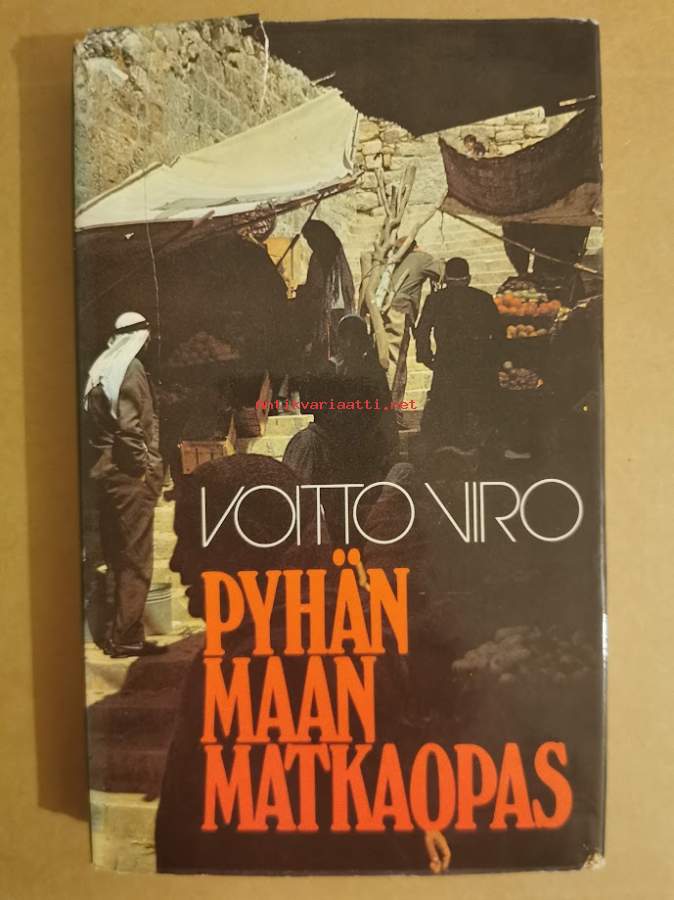 antikvariaatti.net
VOITTO VIRO
PYHÄN
MAAN
MATKAOPAS